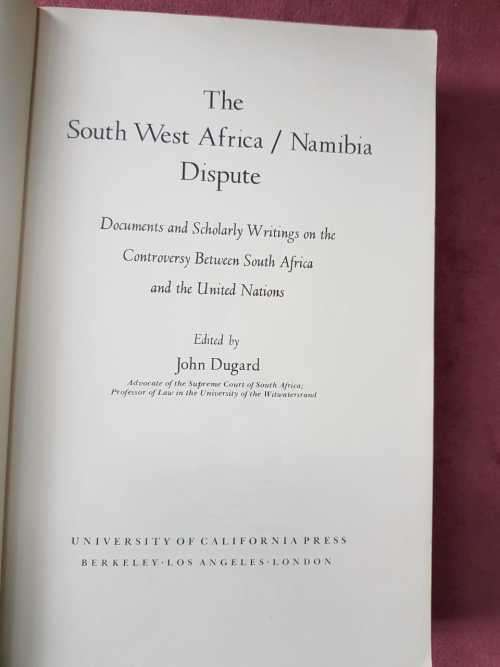 The
South West Africa / Namibia
Dispute
Documents and Scholarly Writings on the
Controversy Between South Africa
and the United Nations
Edited by
John Dugard
Advocate of the Supreme Court of South Africa;
Professor of Law in the University of the Witwatersrand
UNIVERSITY OF CALIFORNIA PRESS
BERKELEY·LOS ANGELES·LONDON